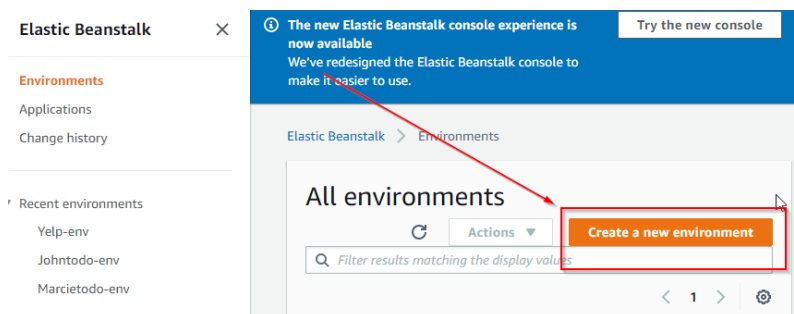 Elastic Beanstalk
Environments
Applications
Change history
Recent environments
Yelp-env
Johntodo-env
Marcietodo-env
The new Elastic Beanstalk console experience is
now available
We've redesigned the Elastic Beanstalk console to
make it easier to use.
Try the new console
Elastic Beanstalk > Environments
All environments
Actions
Create a new environment
Filter results matching the display values
< 1 >